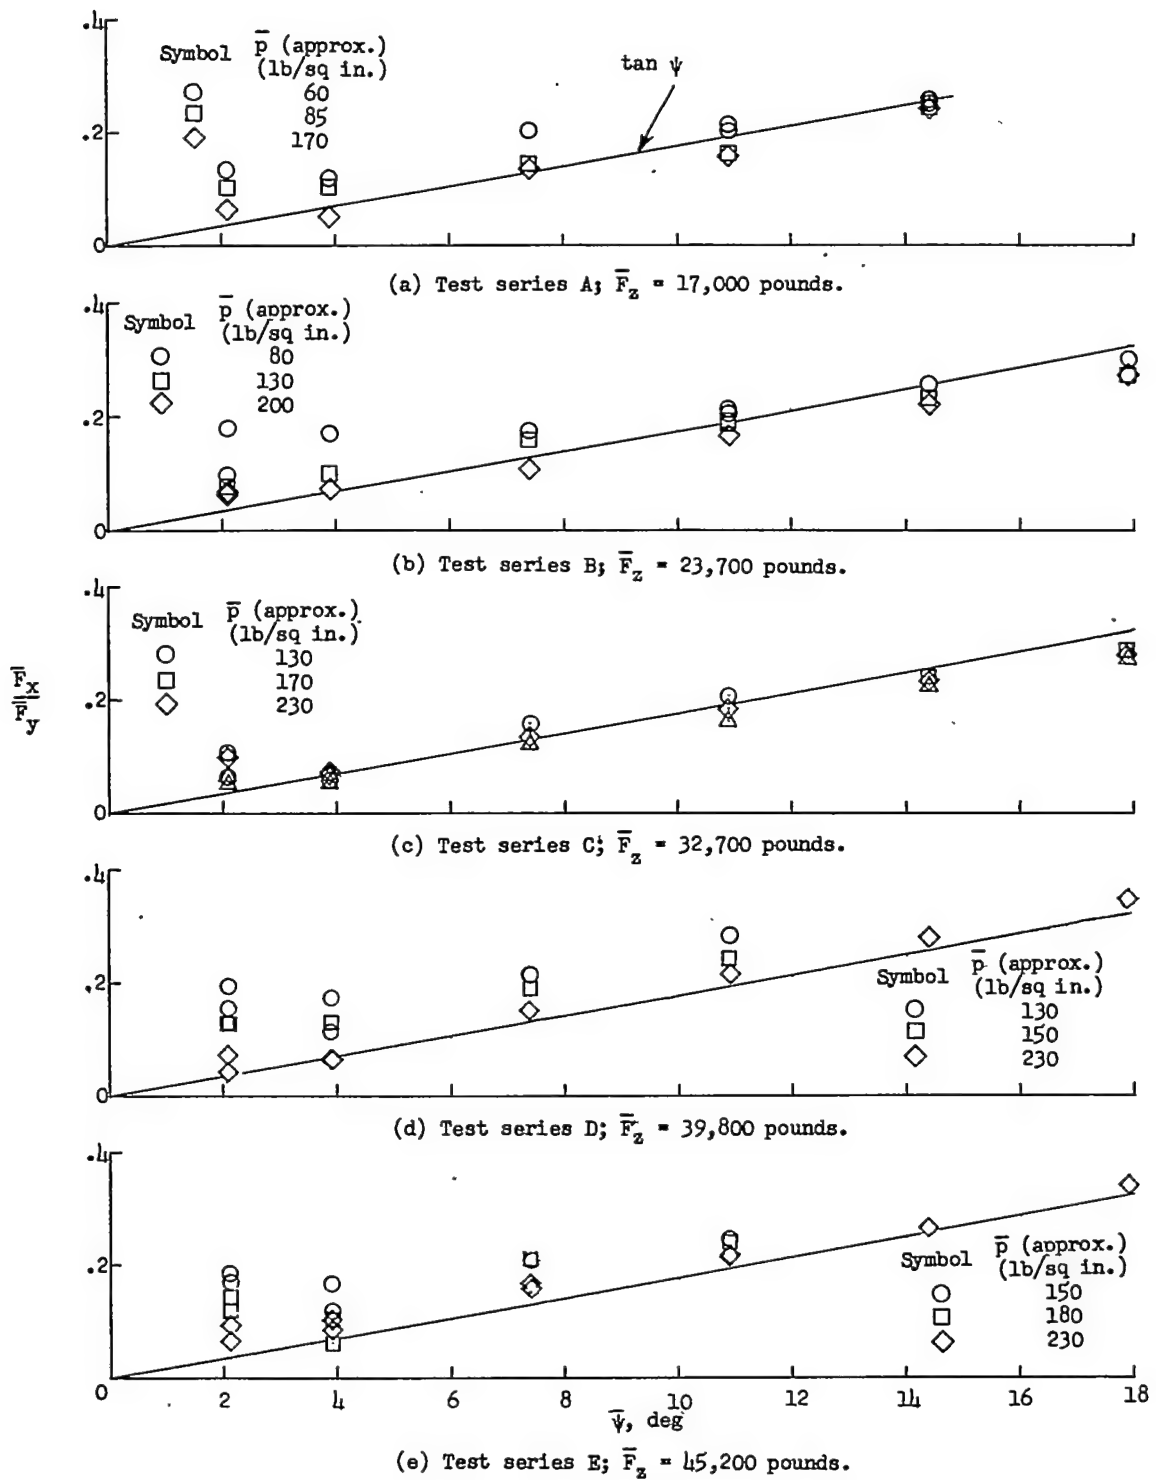 .4
Symbol p̅ (approx.)
(lb/sq in.)
60
85
170
tan ψ
.2
0
(a) Test series A; F̅z = 17,000 pounds.
.4
Symbol p̅ (approx.)
(lb/sq in.)
80
130
200
.2
0
(b) Test series B; F̅z = 23,700 pounds.
.4
Symbol p̅ (approx.)
(lb/sq in.)
130
170
230
F̅x
F̅y
.2
0
(c) Test series C; F̅z = 32,700 pounds.
.4
.2
Symbol p̅ (approx.)
(lb/sq in.)
130
150
230
0
(d) Test series D; F̅z = 39,800 pounds.
.4
.2
Symbol p̅ (approx.)
(lb/sq in.)
150
180
230
0
0 2 4 6 8 10 12 14 16 18
ψ̅, deg
(e) Test series E; F̅z = 45,200 pounds.